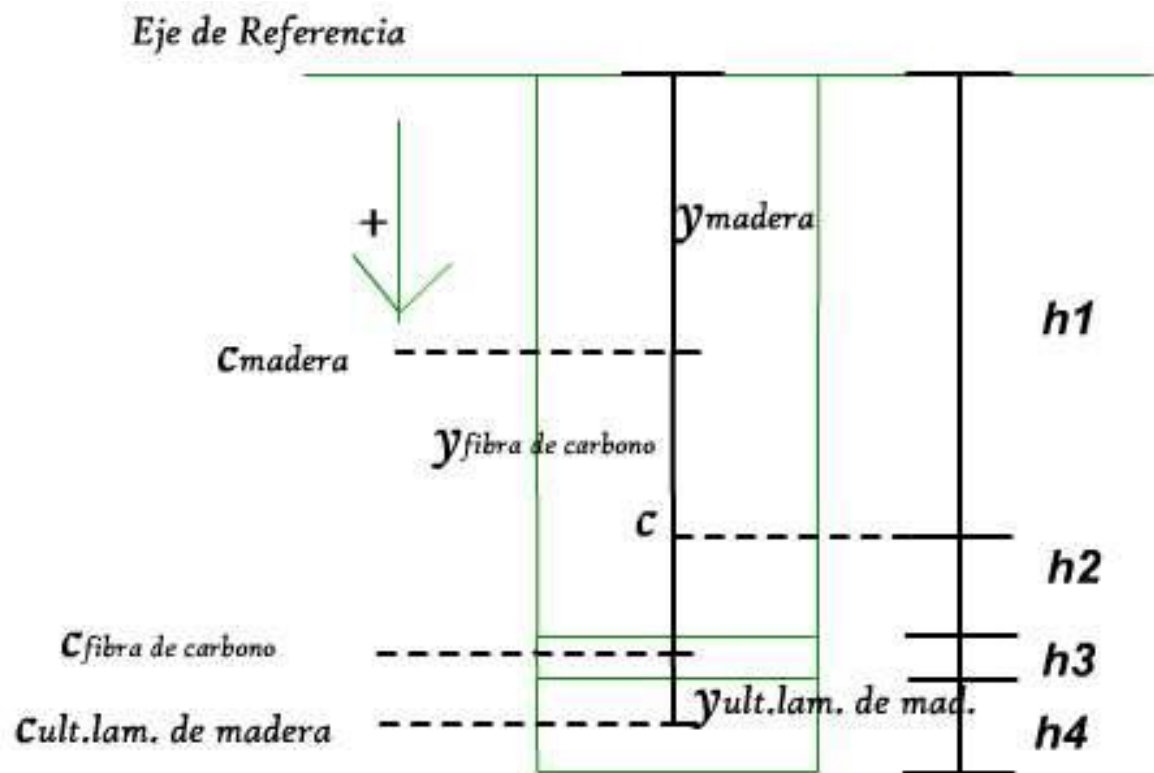 Eje de Referencia
+
ymadera
h1
cmadera
yfibra de carbono
c
h2
cfibra de carbono
h3
yult.lam. de mad.
cult.lam. de madera
h4